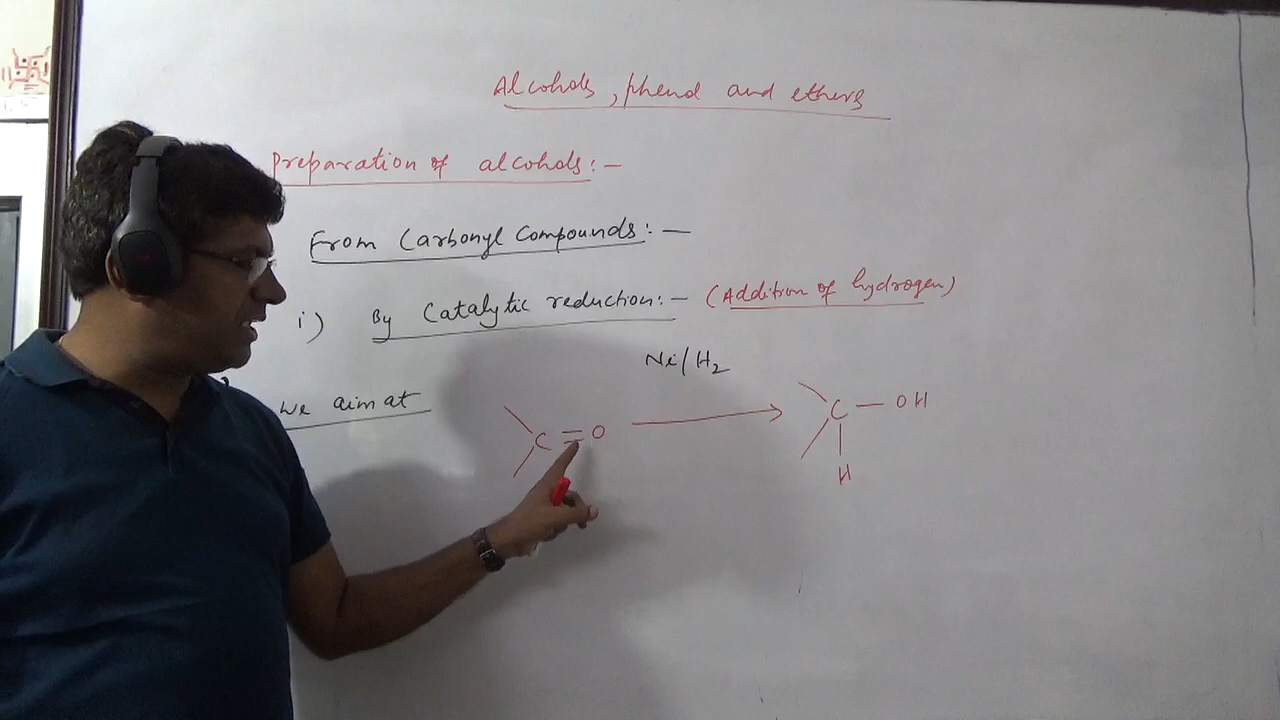 Alcohols, phenol and ethers
Preparation of alcohols:-
From Carbonyl Compounds:-
i) By Catalytic reduction:- (Addition of hydrogen)
Ni/H2
We aim at
C=O
C-OH
H